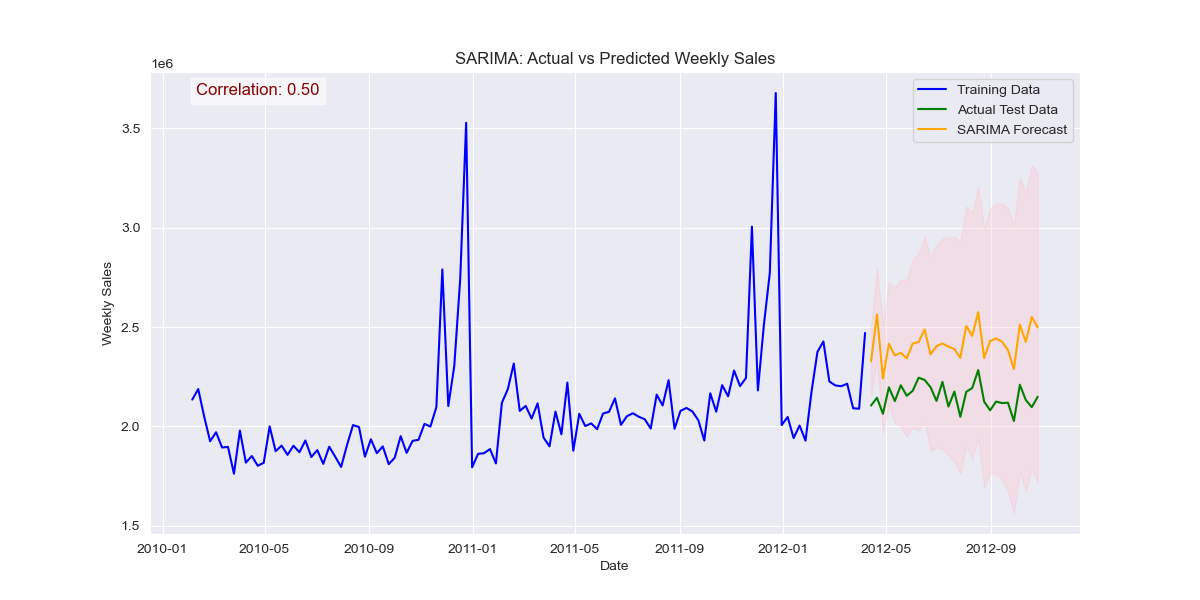 SARIMA: Actual vs Predicted Weekly Sales
1e6
Correlation: 0.50
Training Data
Actual Test Data
SARIMA Forecast
3.5
3.0
2.5
2.0
1.5
Weekly Sales
2010-01 2010-05 2010-09 2011-01 2011-05 2011-09 2012-01 2012-05 2012-09
Date